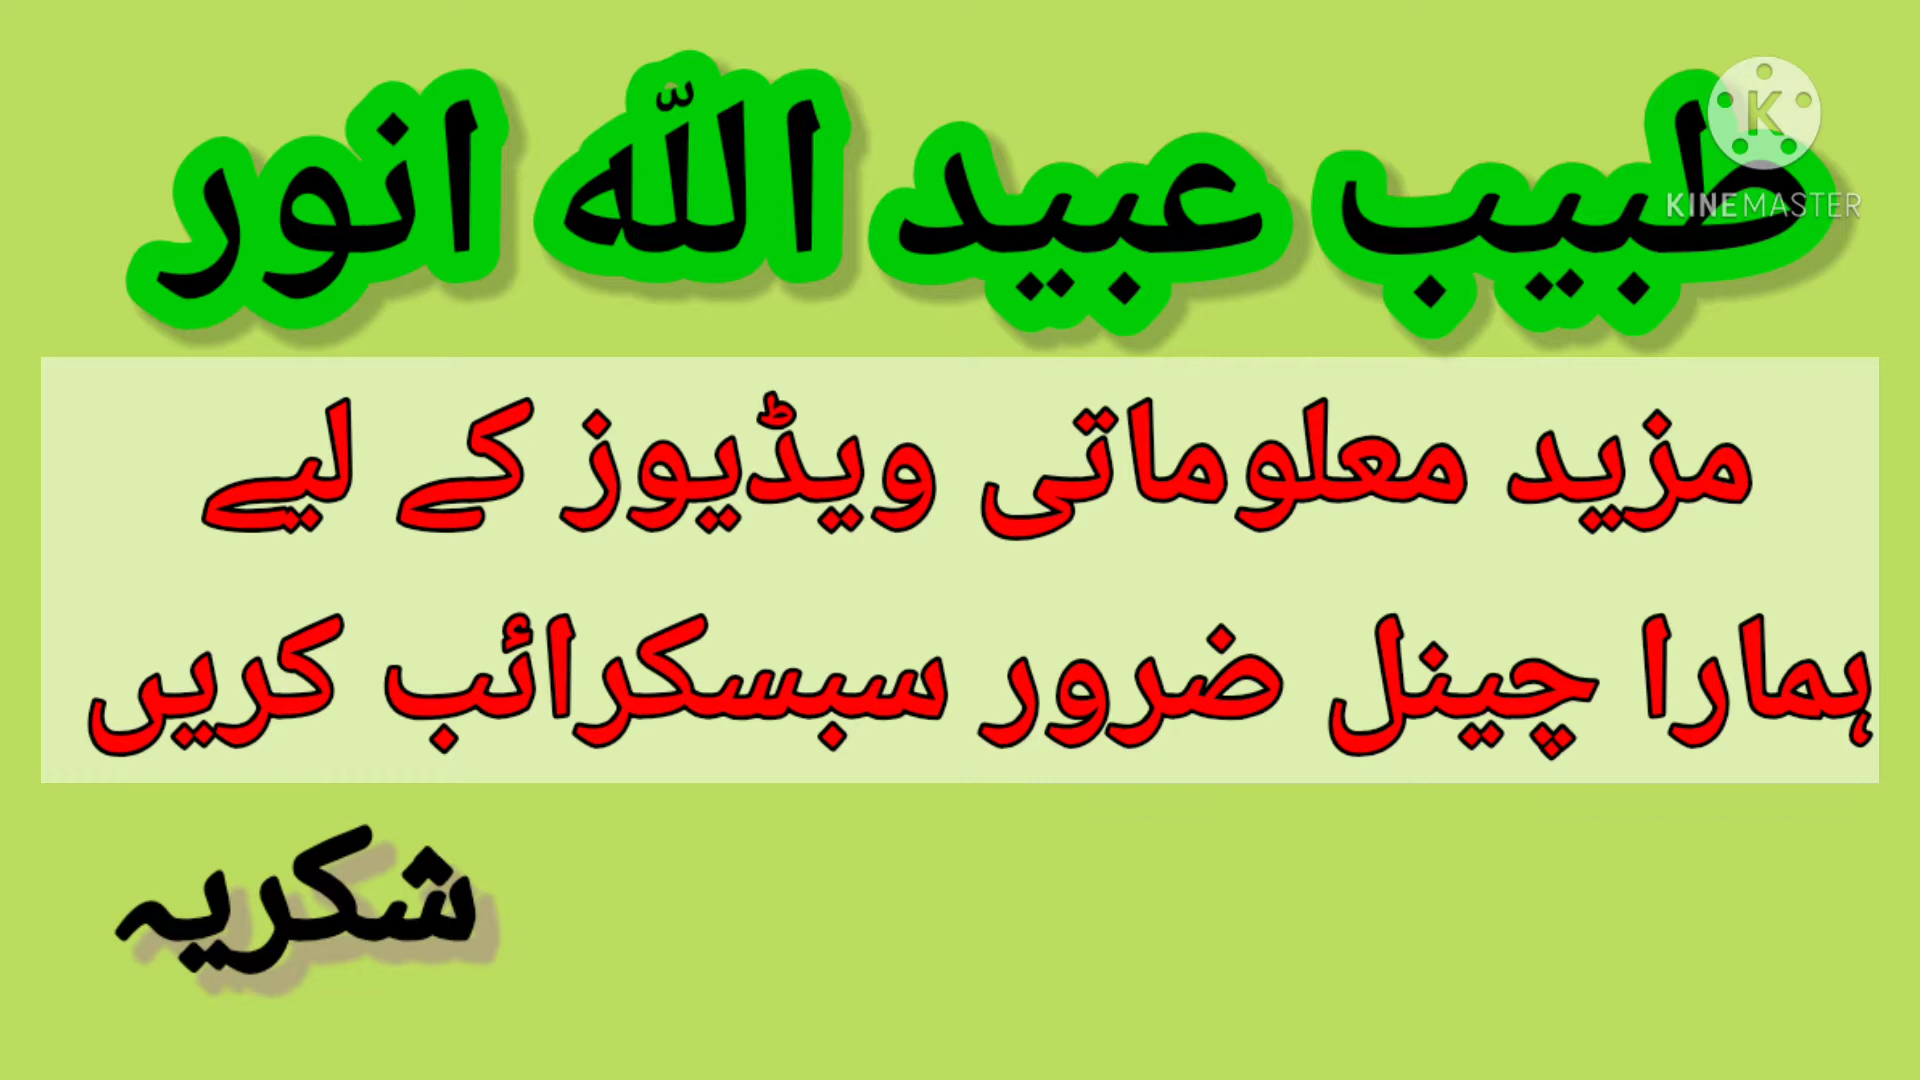 طبیب عبید اللہ انور
KINEMASTER
مزید معلوماتی ویڈیوز کے لیے
ہمارا چینل ضرور سبسکرائب کریں
شکریہ